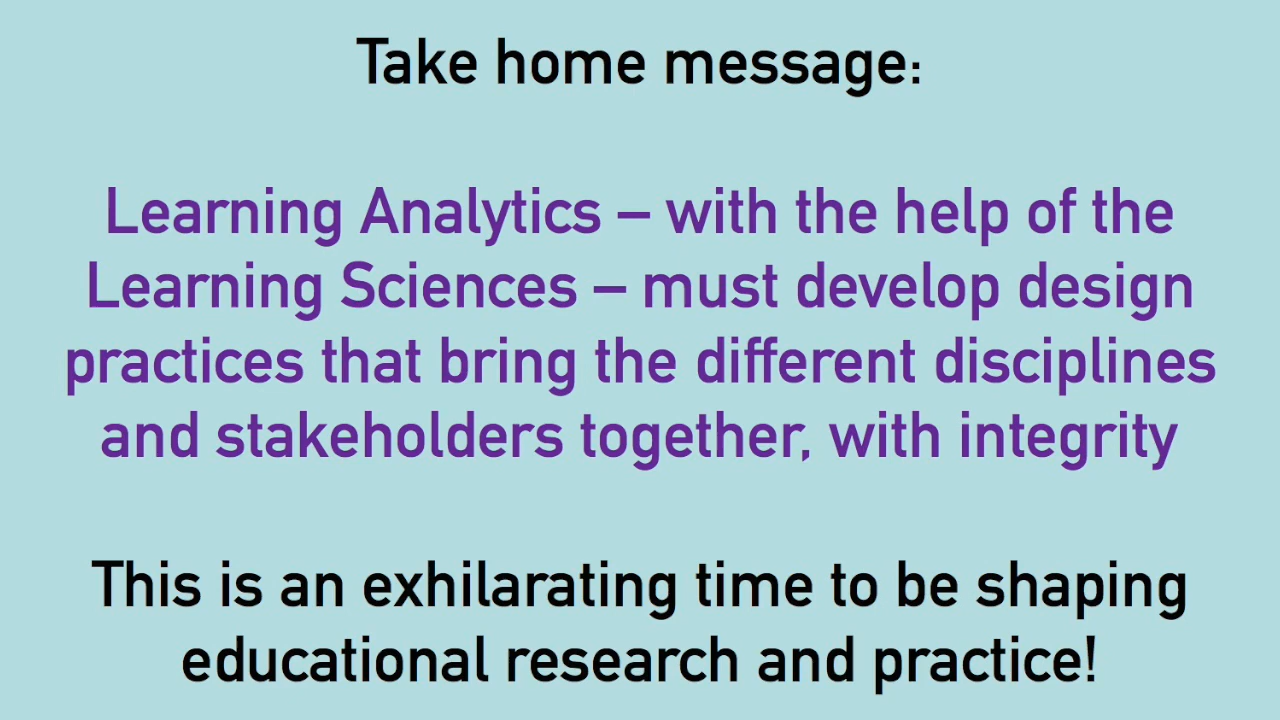 Take home message:
Learning Analytics – with the help of the
Learning Sciences – must develop design
practices that bring the different disciplines
and stakeholders together, with integrity
This is an exhilarating time to be shaping
educational research and practice!